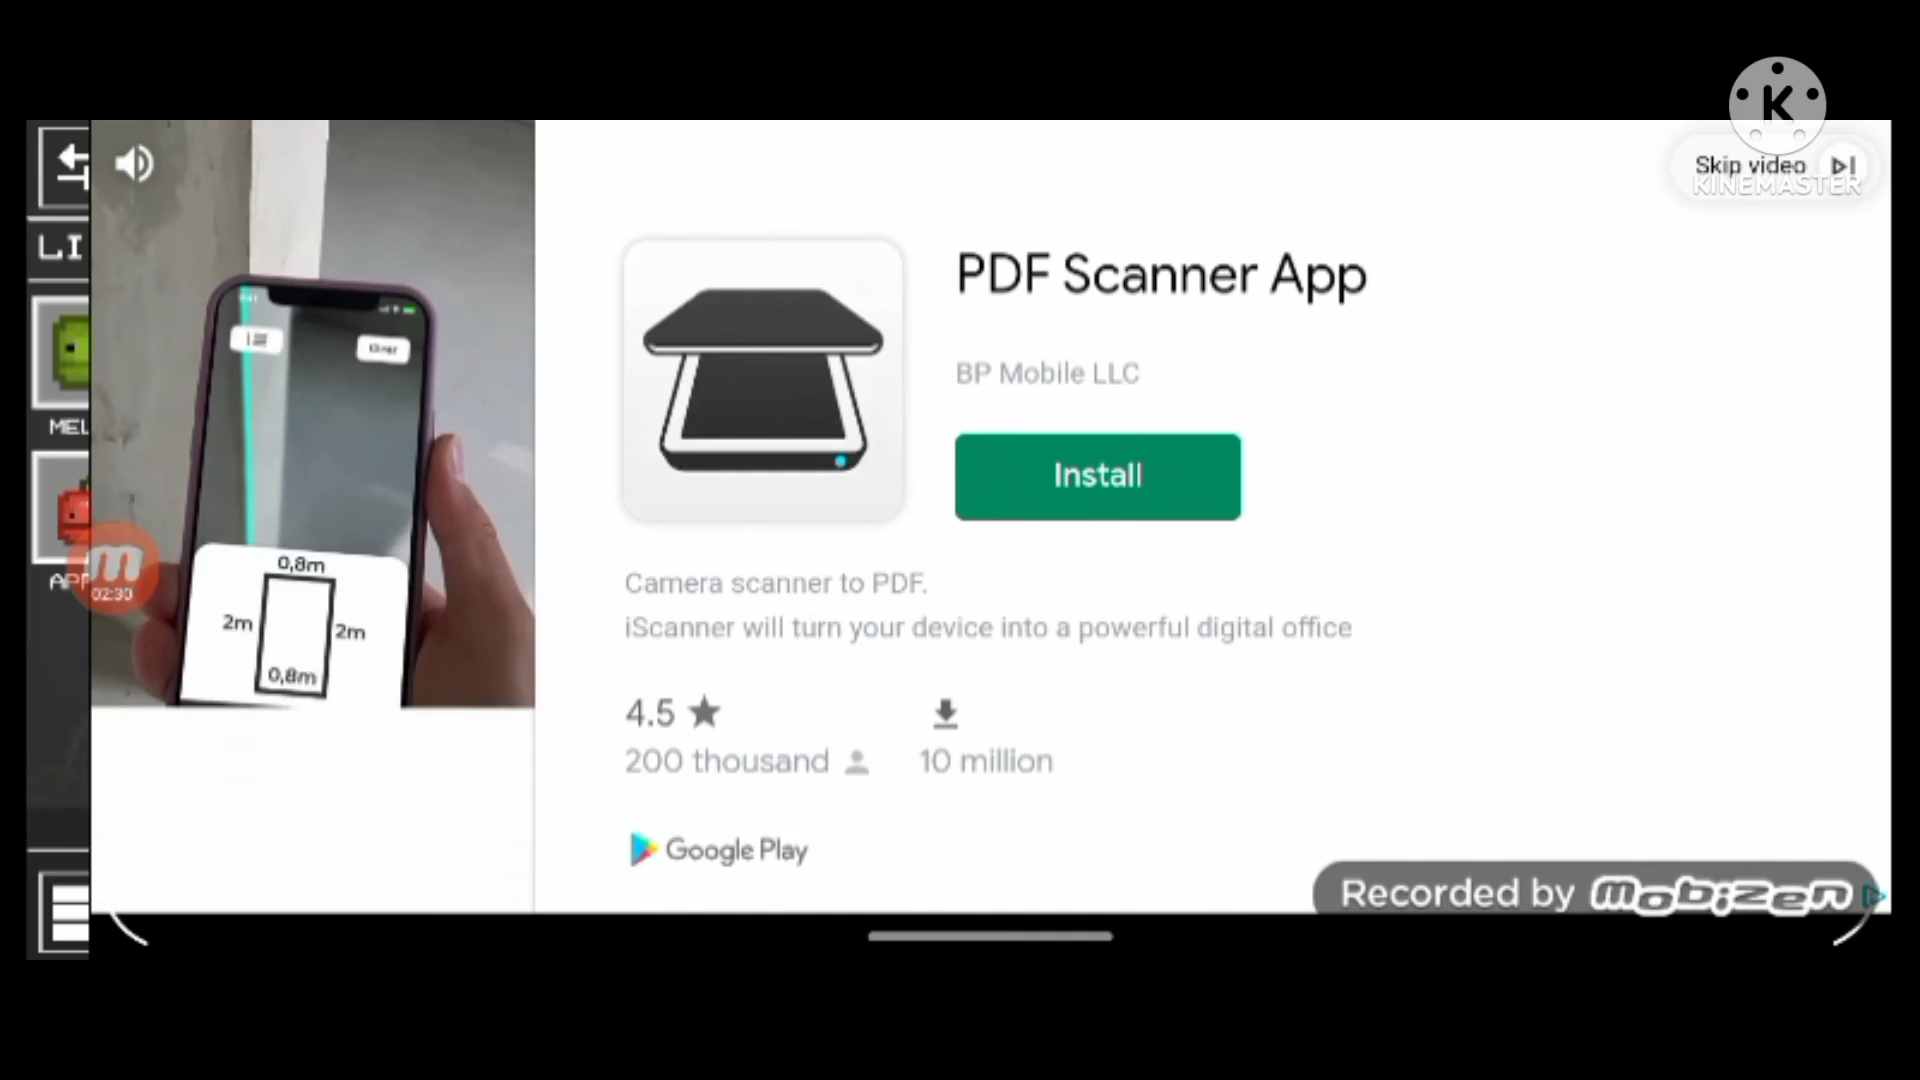 Skip video
KINEMASTER
K
LI
MEL
APP
02:30
0,8m
2m
2m
0,8m
PDF Scanner App
BP Mobile LLC
Install
Camera scanner to PDF.
iScanner will turn your device into a powerful digital office
4.5
200 thousand
10 million
Google Play
Recorded by mobizen